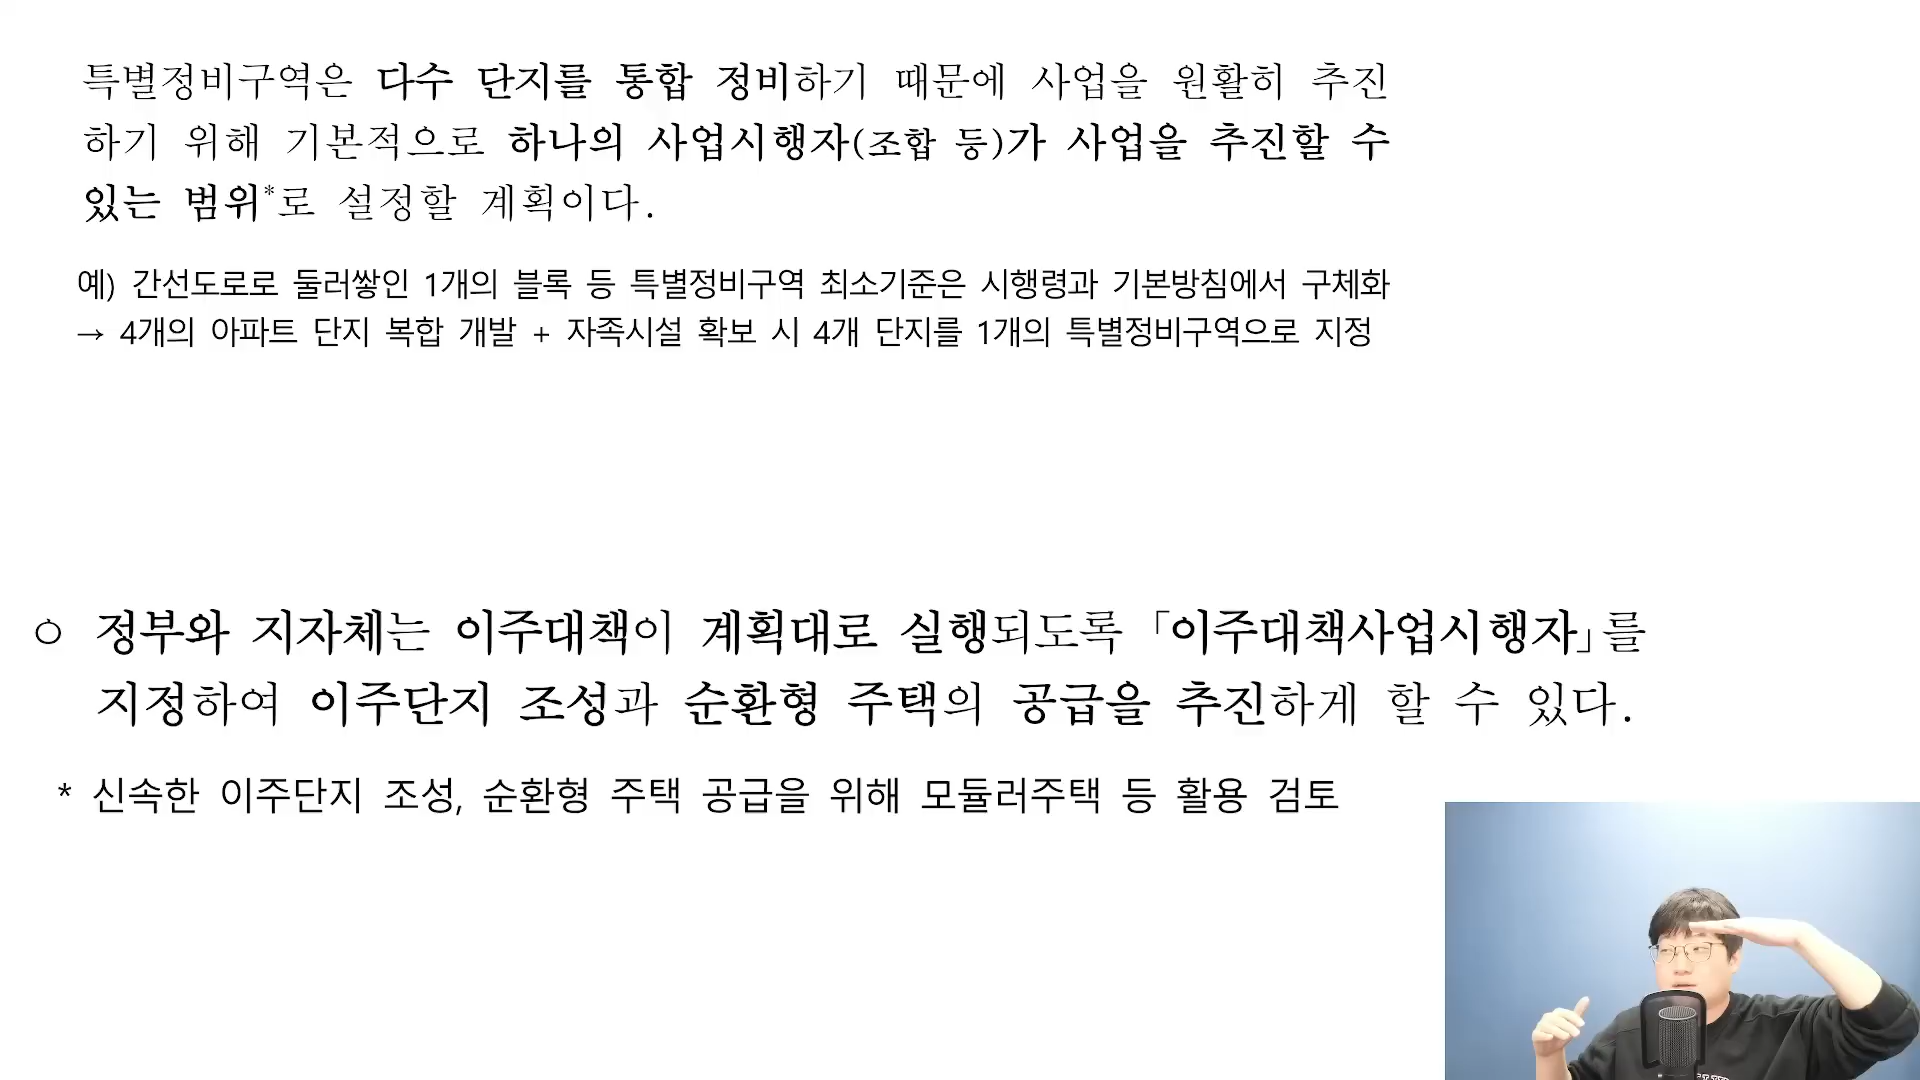 특별정비구역은 다수 단지를 통합 정비하기 때문에 사업을 원활히 추진
하기 위해 기본적으로 하나의 사업시행자(조합 등)가 사업을 추진할 수
있는 범위*로 설정할 계획이다.
예) 간선도로로 둘러쌓인 1개의 블록 등 특별정비구역 최소기준은 시행령과 기본방침에서 구체화
→ 4개의 아파트 단지 복합 개발 + 자족시설 확보 시 4개 단지를 1개의 특별정비구역으로 지정
ㅇ 정부와 지자체는 이주대책이 계획대로 실행되도록 「이주대책사업시행자」를
지정하여 이주단지 조성과 순환형 주택의 공급을 추진하게 할 수 있다.
* 신속한 이주단지 조성, 순환형 주택 공급을 위해 모듈러주택 등 활용 검토